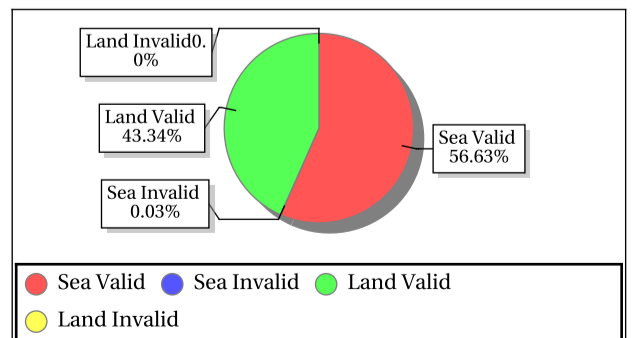 Land Invalid0.
0%
Land Valid
43.34%
Sea Valid
56.63%
Sea Invalid
0.03%
Sea Valid Sea Invalid Land Valid
Land Invalid